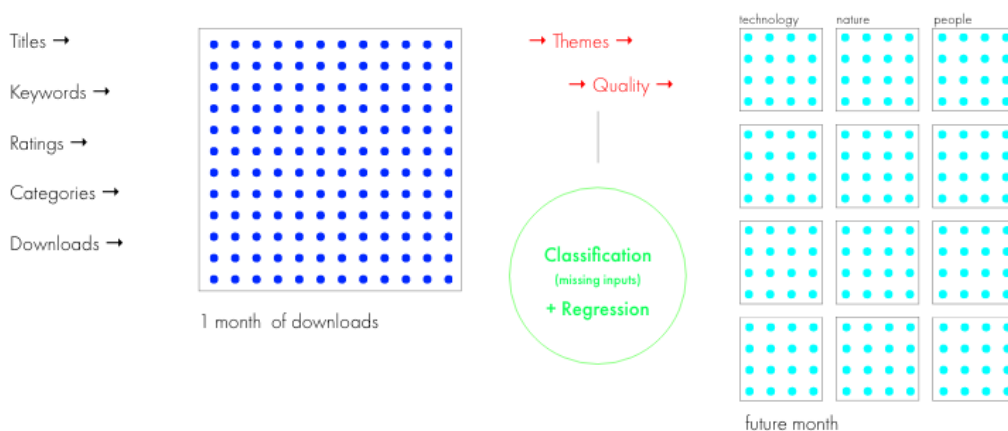 Titles →
Keywords →
Ratings →
Categories →
Downloads →
1 month of downloads
→ Themes →
→ Quality →
Classification
(missing inputs)
+ Regression
technology nature people
future month